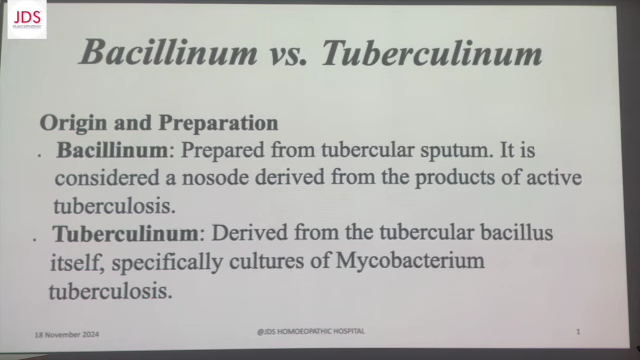 JDS
Bacillinum vs. Tuberculinum
Origin and Preparation
. Bacillinum: Prepared from tubercular sputum. It is
considered a nosode derived from the products of active
tuberculosis.
. Tuberculinum: Derived from the tubercular bacillus
itself, specifically cultures of Mycobacterium
tuberculosis.
18 November 2024
@JDS HOMOEOPATHIC HOSPITAL
1